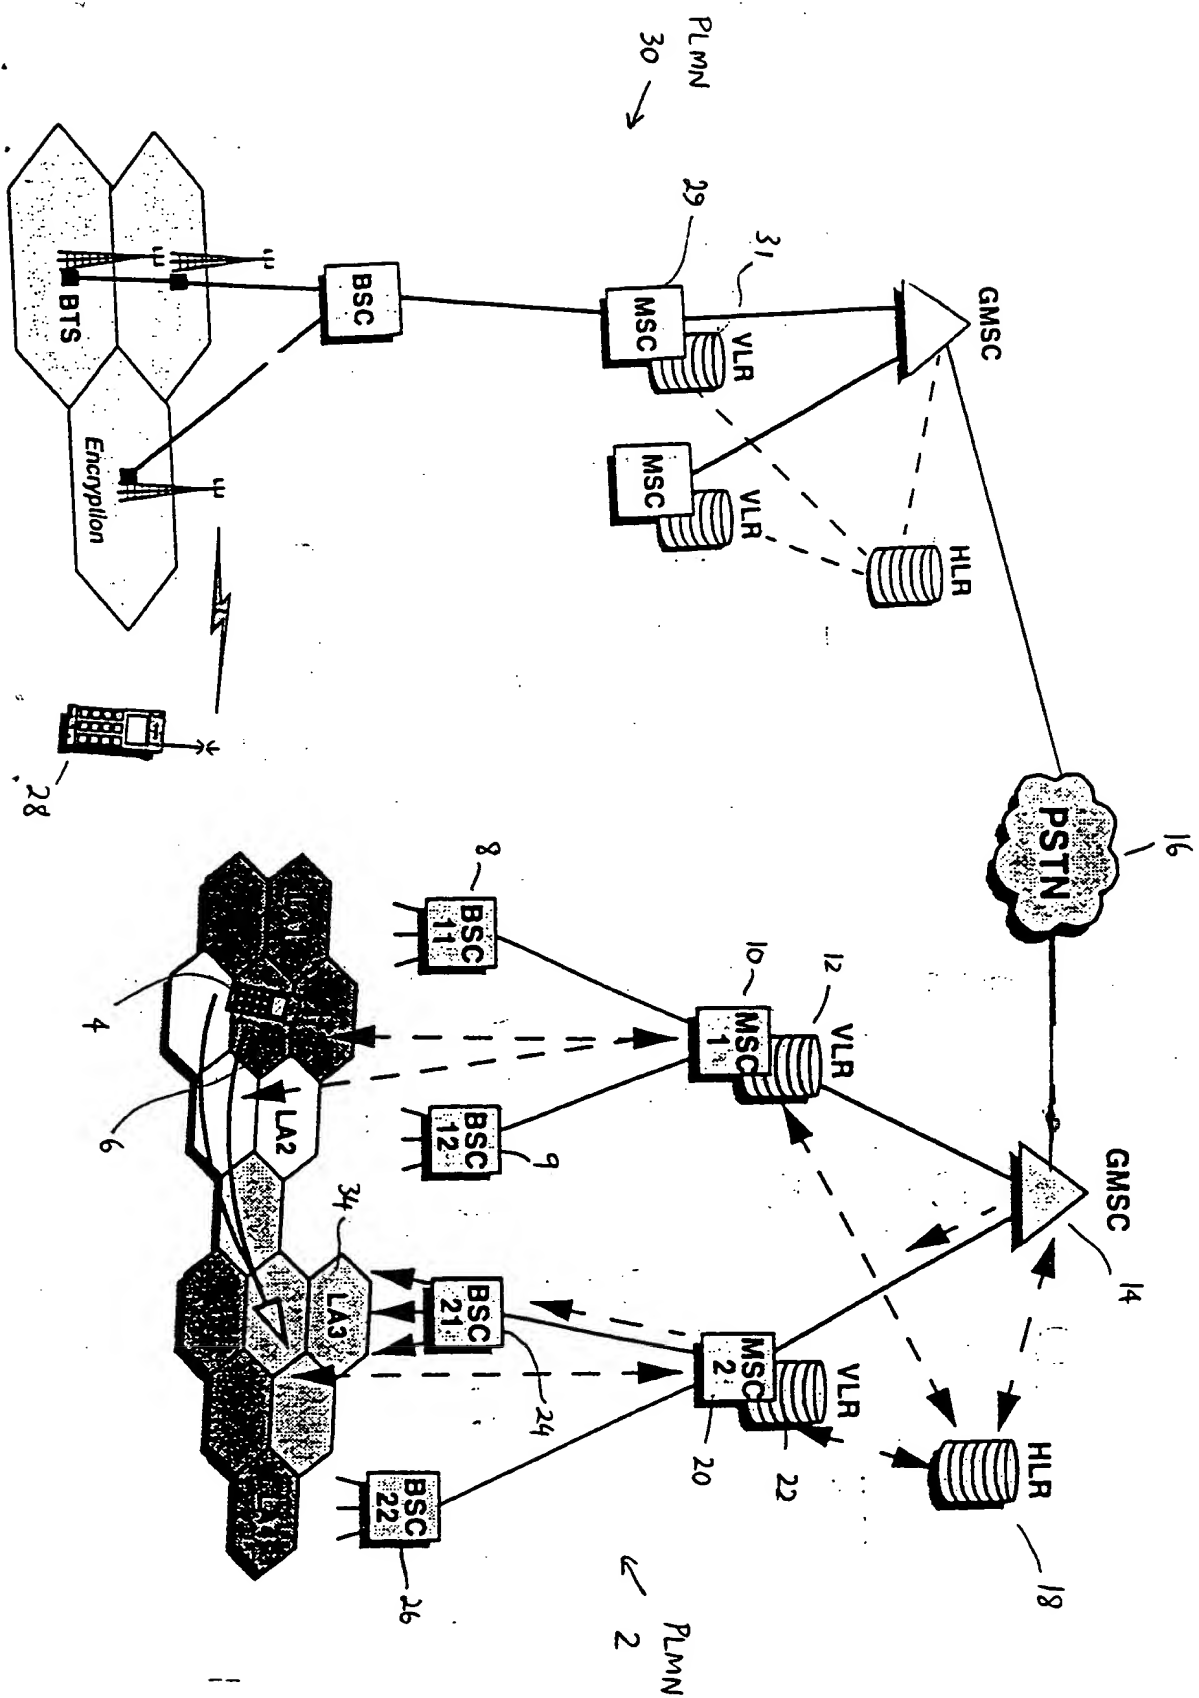 PLMN
30
29
31
VLR
MSC
GMSC
MSC
VLR
HLR
BSC
BTS
Encryption
28
PSTN
16
GMSC
14
HLR
18
VLR
12
10
MSC
1
VLR
22
MSC
2
20
8
BSC
11
BSC
12
9
BSC
21
24
BSC
22
26
4
6
LA2
34
LA3
PLMN
2